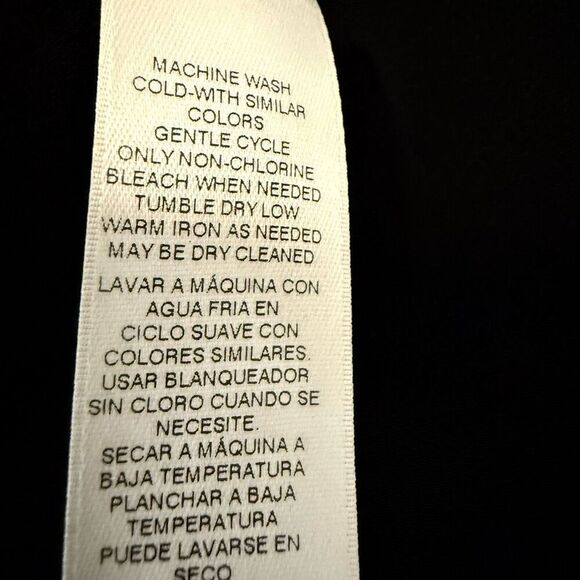 MACHINE WASH
COLD-WITH SIMILAR
COLORS
GENTLE CYCLE
ONLY NON-CHLORINE
BLEACH WHEN NEEDED
TUMBLE DRY LOW
WARM IRON AS NEEDED
MAY BE DRY CLEANED
LAVAR A MÁQUINA CON
AGUA FRIA EN
CICLO SUAVE CON
COLORES SIMILARES.
USAR BLANQUEADOR
SIN CLORO CUANDO SE
NECESITE.
SECAR A MÁQUINA A
BAJA TEMPERATURA
PLANCHAR A BAJA
TEMPERATURA
PUEDE LAVARSE EN
SECO